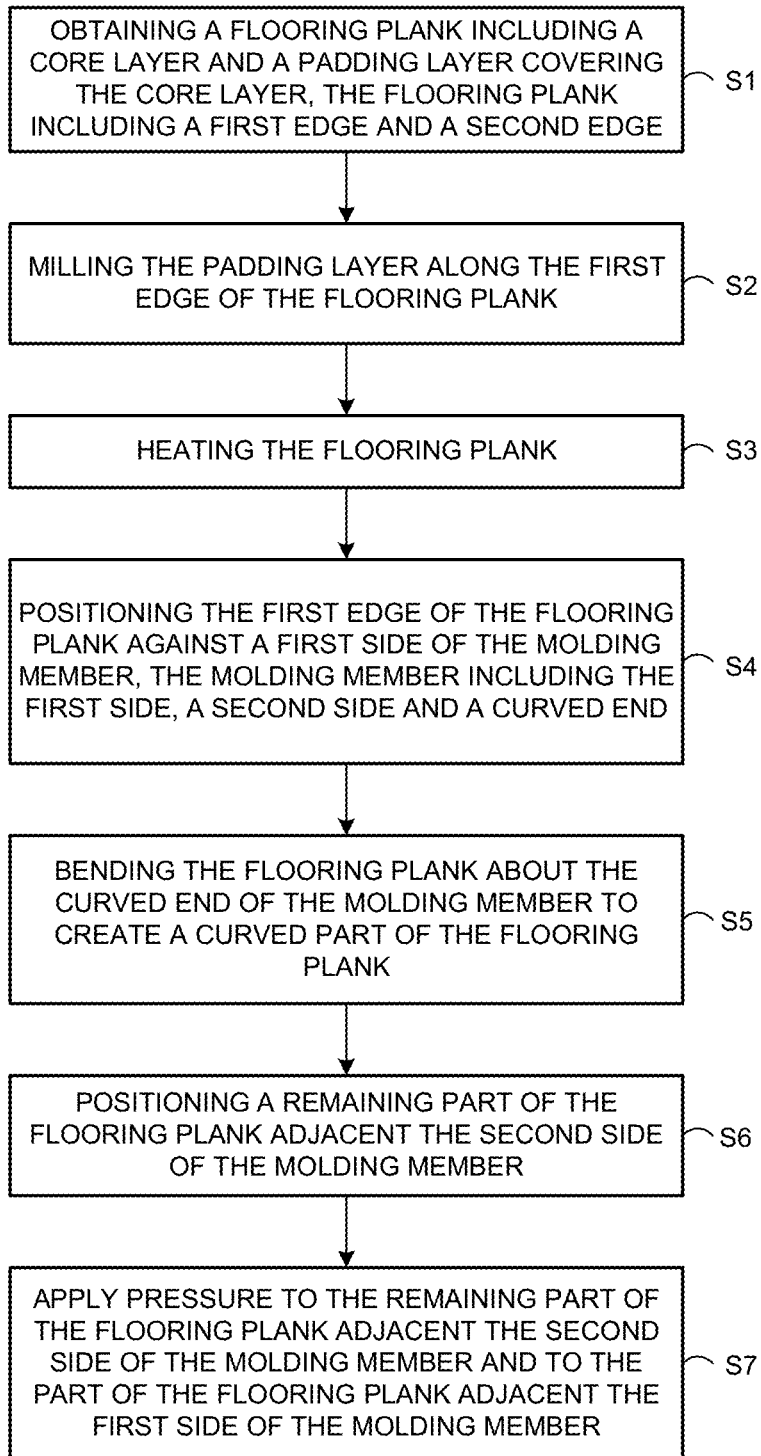 OBTAINING A FLOORING PLANK INCLUDING A
CORE LAYER AND A PADDING LAYER COVERING
THE CORE LAYER, THE FLOORING PLANK
INCLUDING A FIRST EDGE AND A SECOND EDGE
S1
MILLING THE PADDING LAYER ALONG THE FIRST
EDGE OF THE FLOORING PLANK
S2
HEATING THE FLOORING PLANK
S3
POSITIONING THE FIRST EDGE OF THE FLOORING
PLANK AGAINST A FIRST SIDE OF THE MOLDING
MEMBER, THE MOLDING MEMBER INCLUDING THE
FIRST SIDE, A SECOND SIDE AND A CURVED END
S4
BENDING THE FLOORING PLANK ABOUT THE
CURVED END OF THE MOLDING MEMBER TO
CREATE A CURVED PART OF THE FLOORING
PLANK
S5
POSITIONING A REMAINING PART OF THE
FLOORING PLANK ADJACENT THE SECOND SIDE
OF THE MOLDING MEMBER
S6
APPLY PRESSURE TO THE REMAINING PART OF
THE FLOORING PLANK ADJACENT THE SECOND
SIDE OF THE MOLDING MEMBER AND TO THE
PART OF THE FLOORING PLANK ADJACENT THE
FIRST SIDE OF THE MOLDING MEMBER
S7